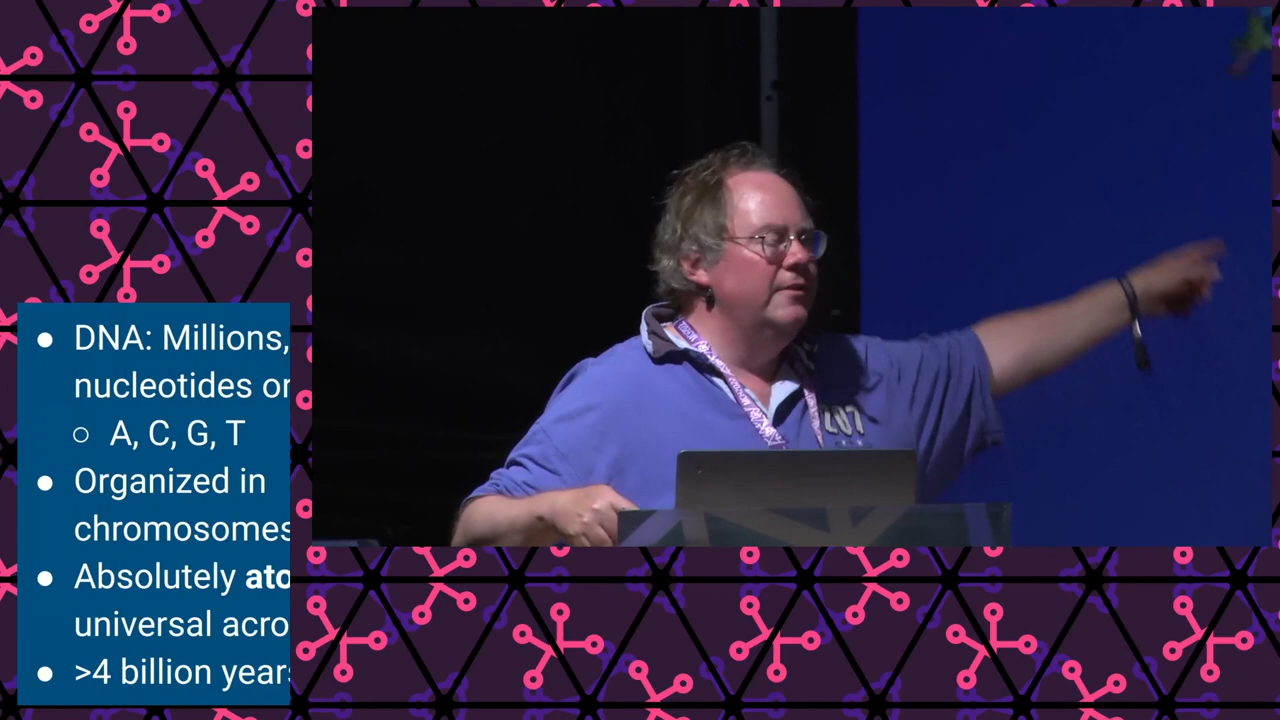 DNA: Millions,
nucleotides or
A, C, G, T
Organized in
chromosomes
Absolutely ato
universal acro
>4 billion years